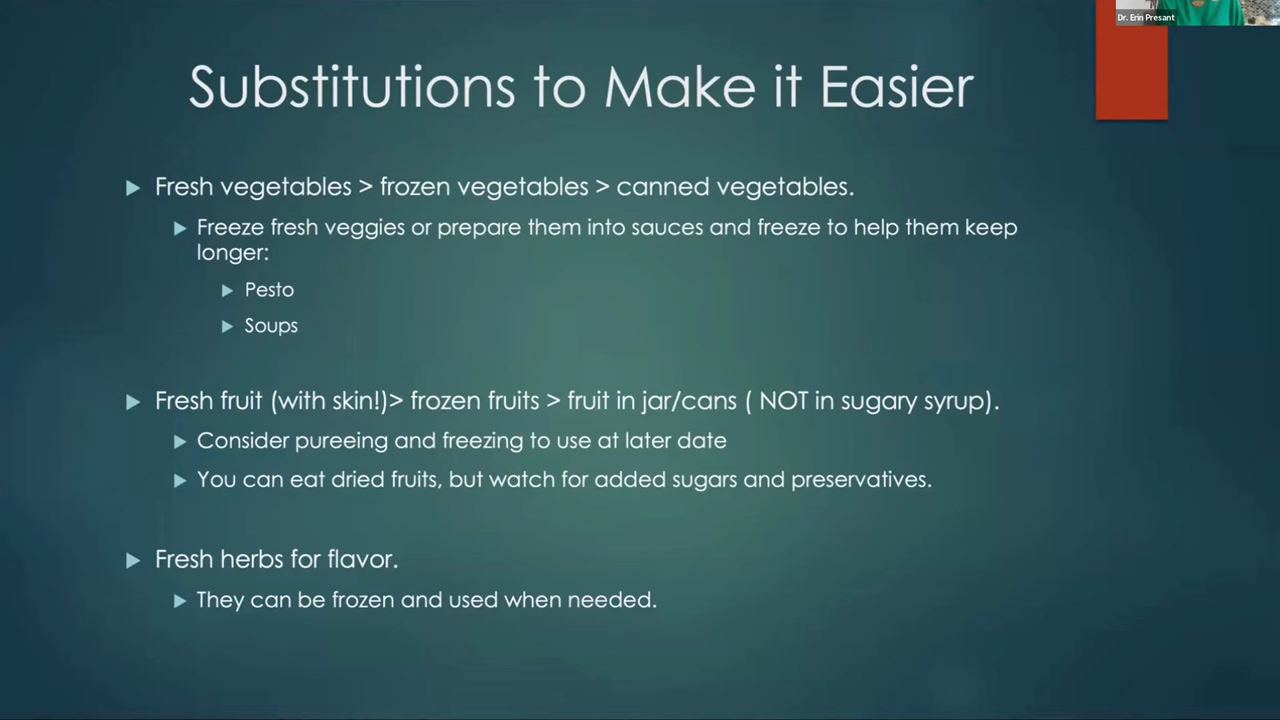 Dr. Erin Presant
Substitutions to Make it Easier
Fresh vegetables > frozen vegetables > canned vegetables.
Freeze fresh veggies or prepare them into sauces and freeze to help them keep
longer:
Pesto
Soups
Fresh fruit (with skin!)> frozen fruits > fruit in jar/cans ( NOT in sugary syrup).
Consider pureeing and freezing to use at later date
You can eat dried fruits, but watch for added sugars and preservatives.
Fresh herbs for flavor.
They can be frozen and used when needed.